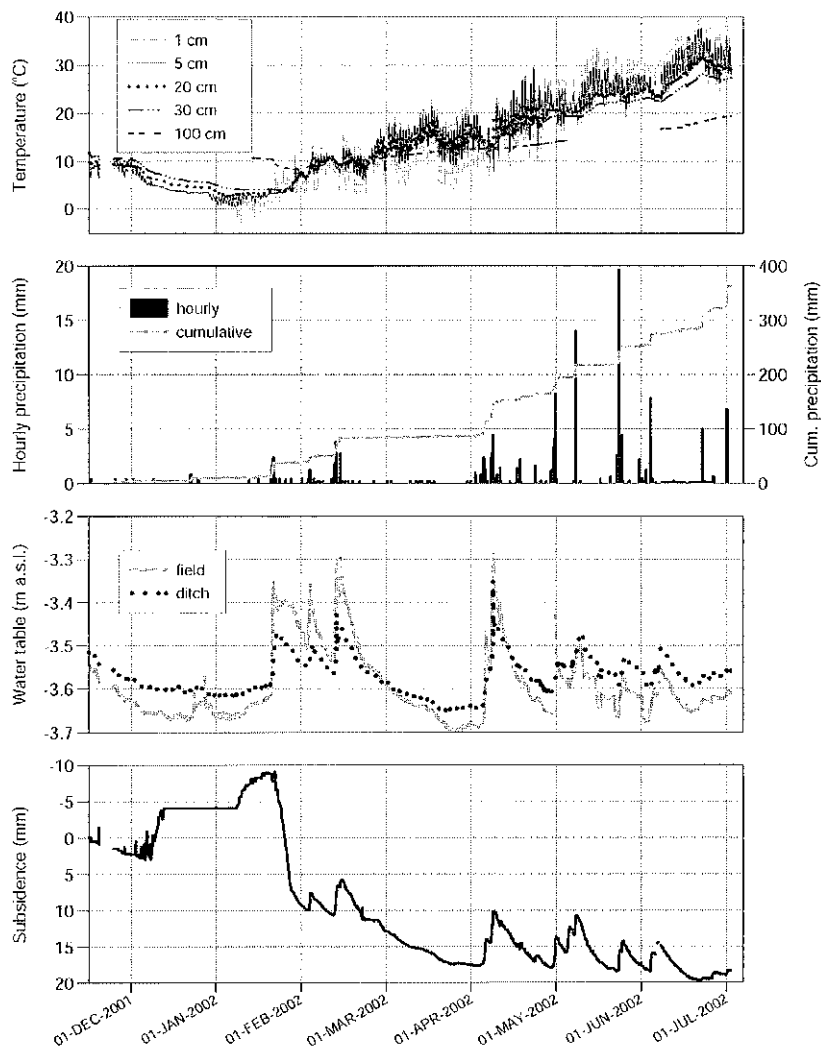 40
30
20
10
0
Temperature (°C)
1 cm
5 cm
20 cm
30 cm
100 cm
20
15
10
5
0
Hourly precipitation (mm)
hourly
cumulative
400
300
200
100
0
Cum. precipitation (mm)
-3.2
-3.3
-3.4
-3.5
-3.6
-3.7
Water table (m a.s.l.)
field
ditch
-10
-5
0
5
10
15
20
Subsidence (mm)
01-DEC-2001
01-JAN-2002
01-FEB-2002
01-MAR-2002
01-APR-2002
01-MAY-2002
01-JUN-2002
01-JUL-2002